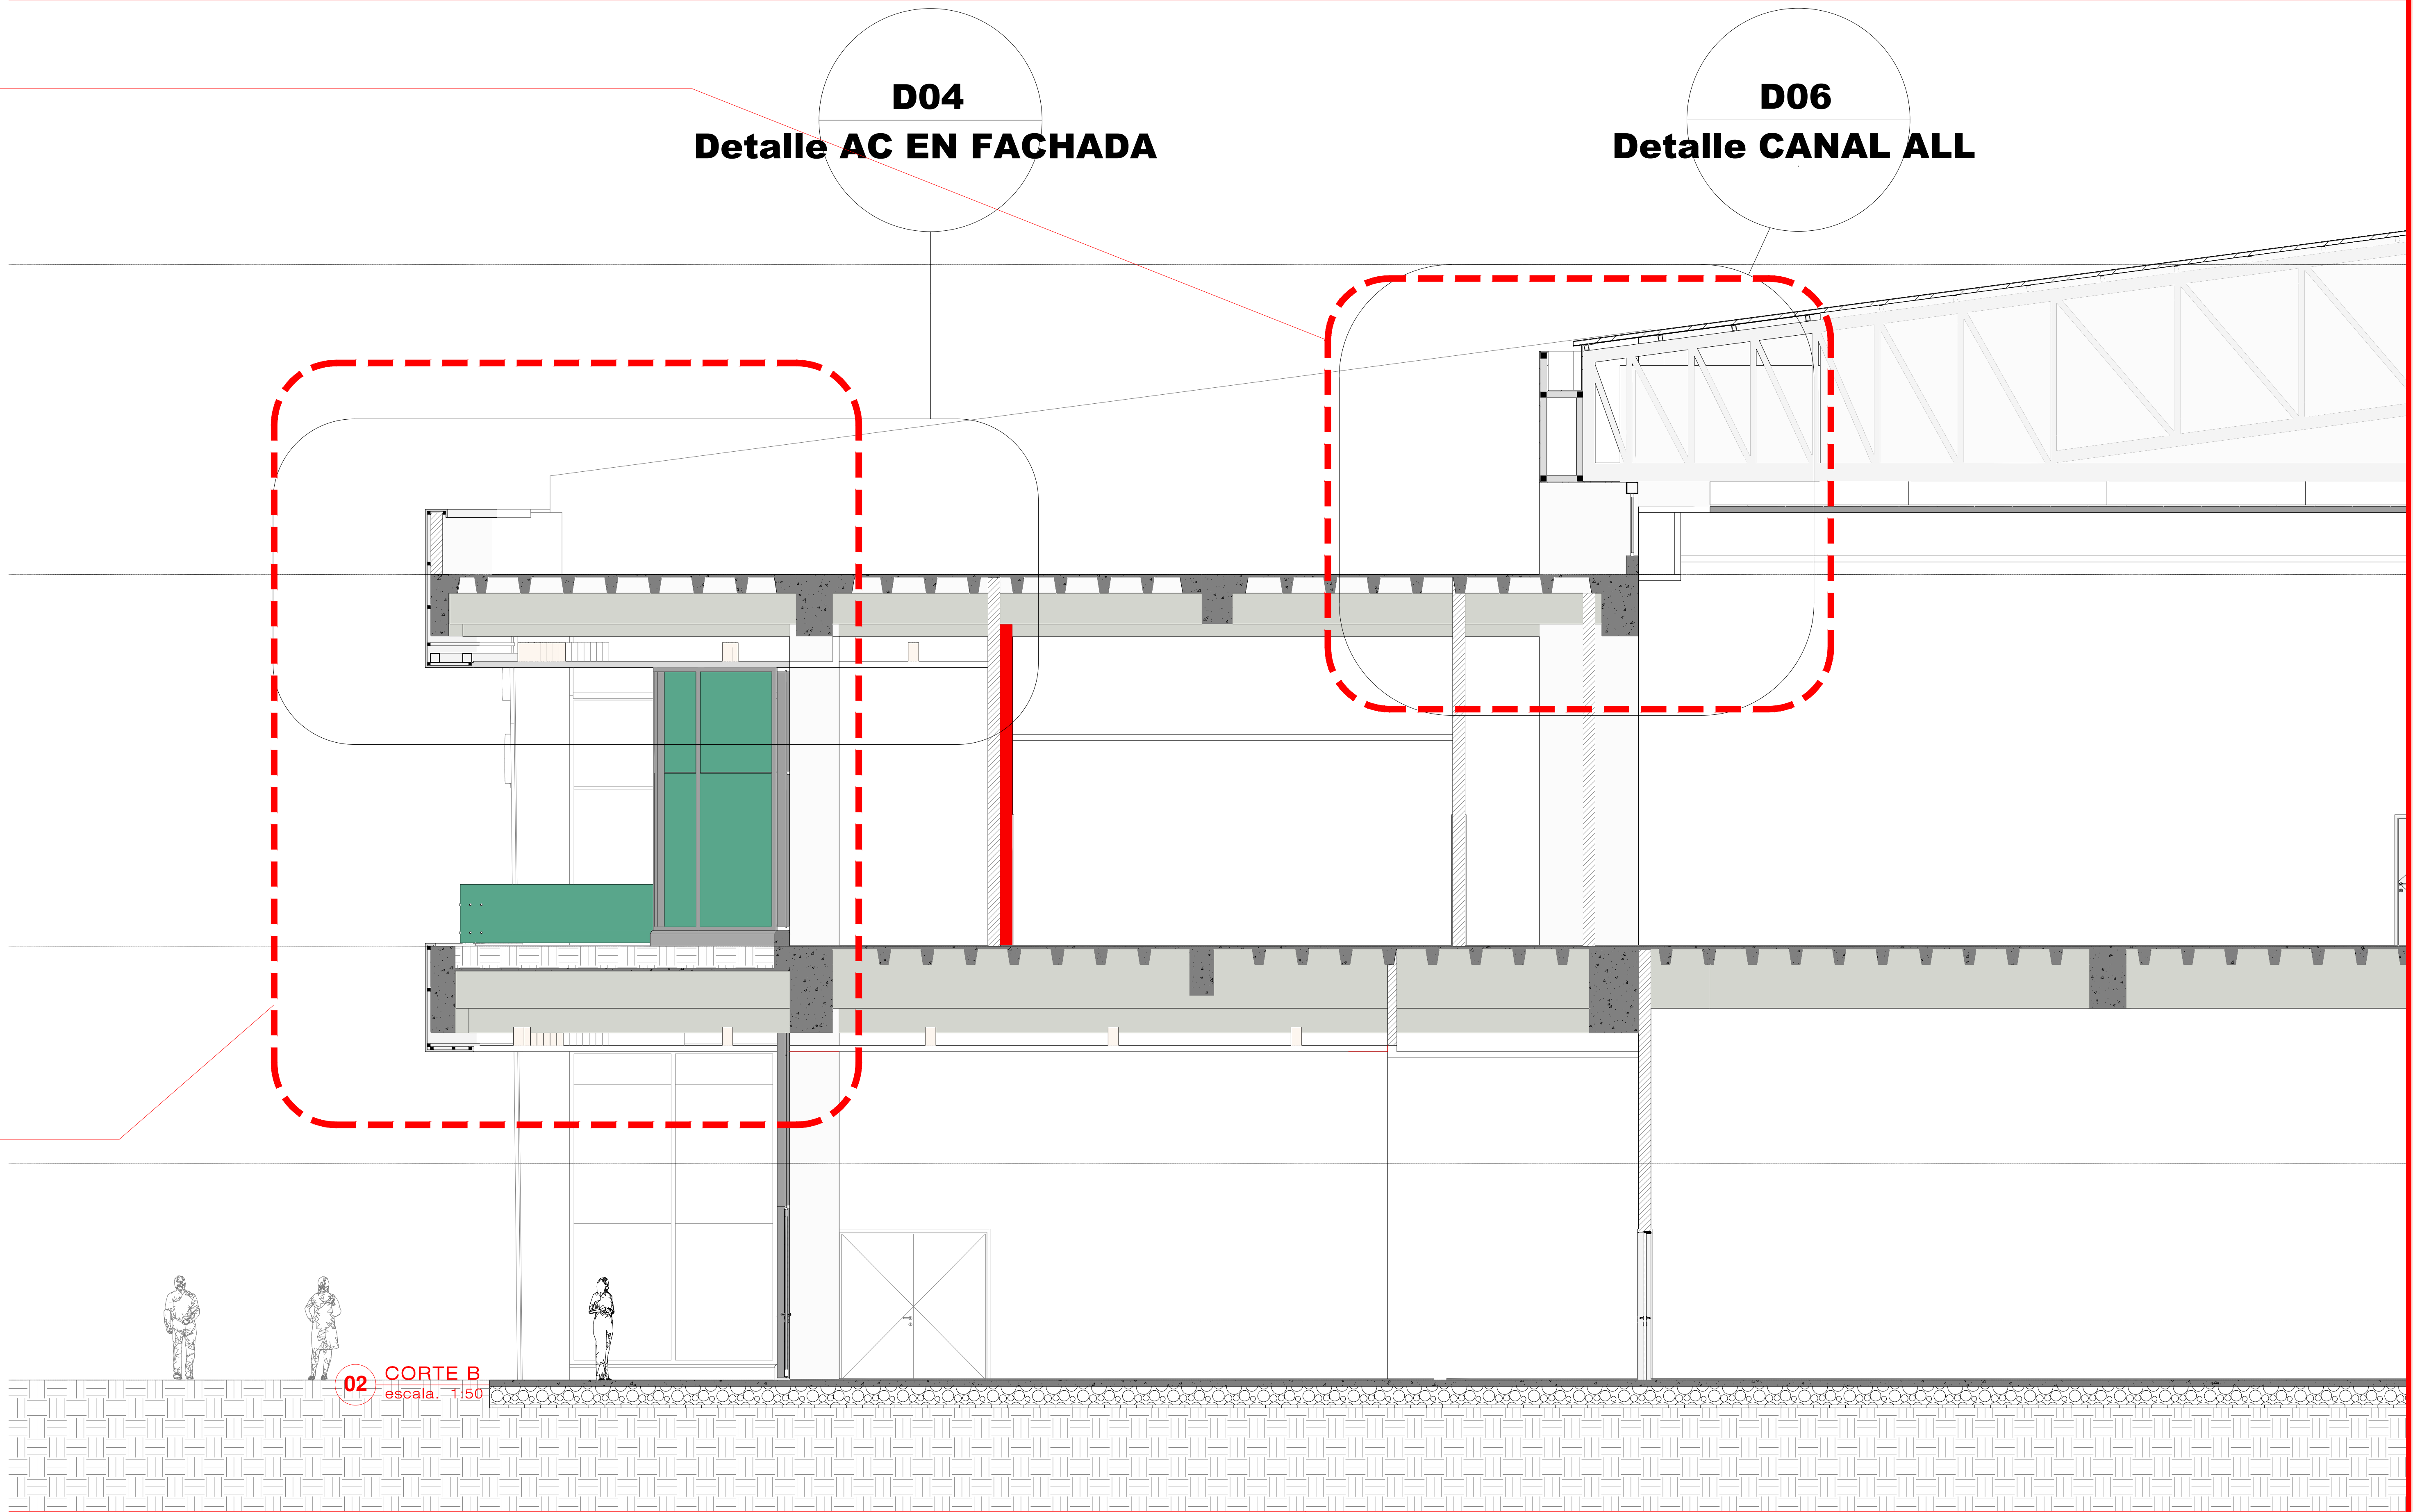 D04
Detalle AC EN FACHADA
D06
Detalle CANAL ALL
02
CORTE B
escala. 1:50